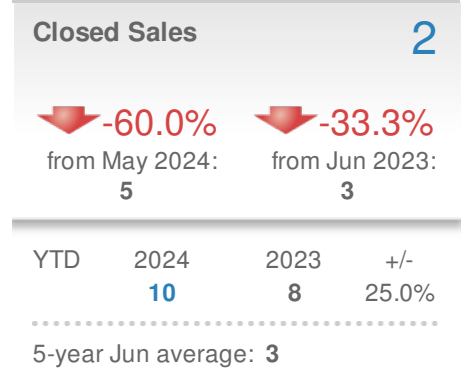 Closed Sales 2
-60.0% -33.3%
from May 2024: from Jun 2023:
5 3
YTD 2024 2023 +/-
10 8 25.0%
5-year Jun average: 3